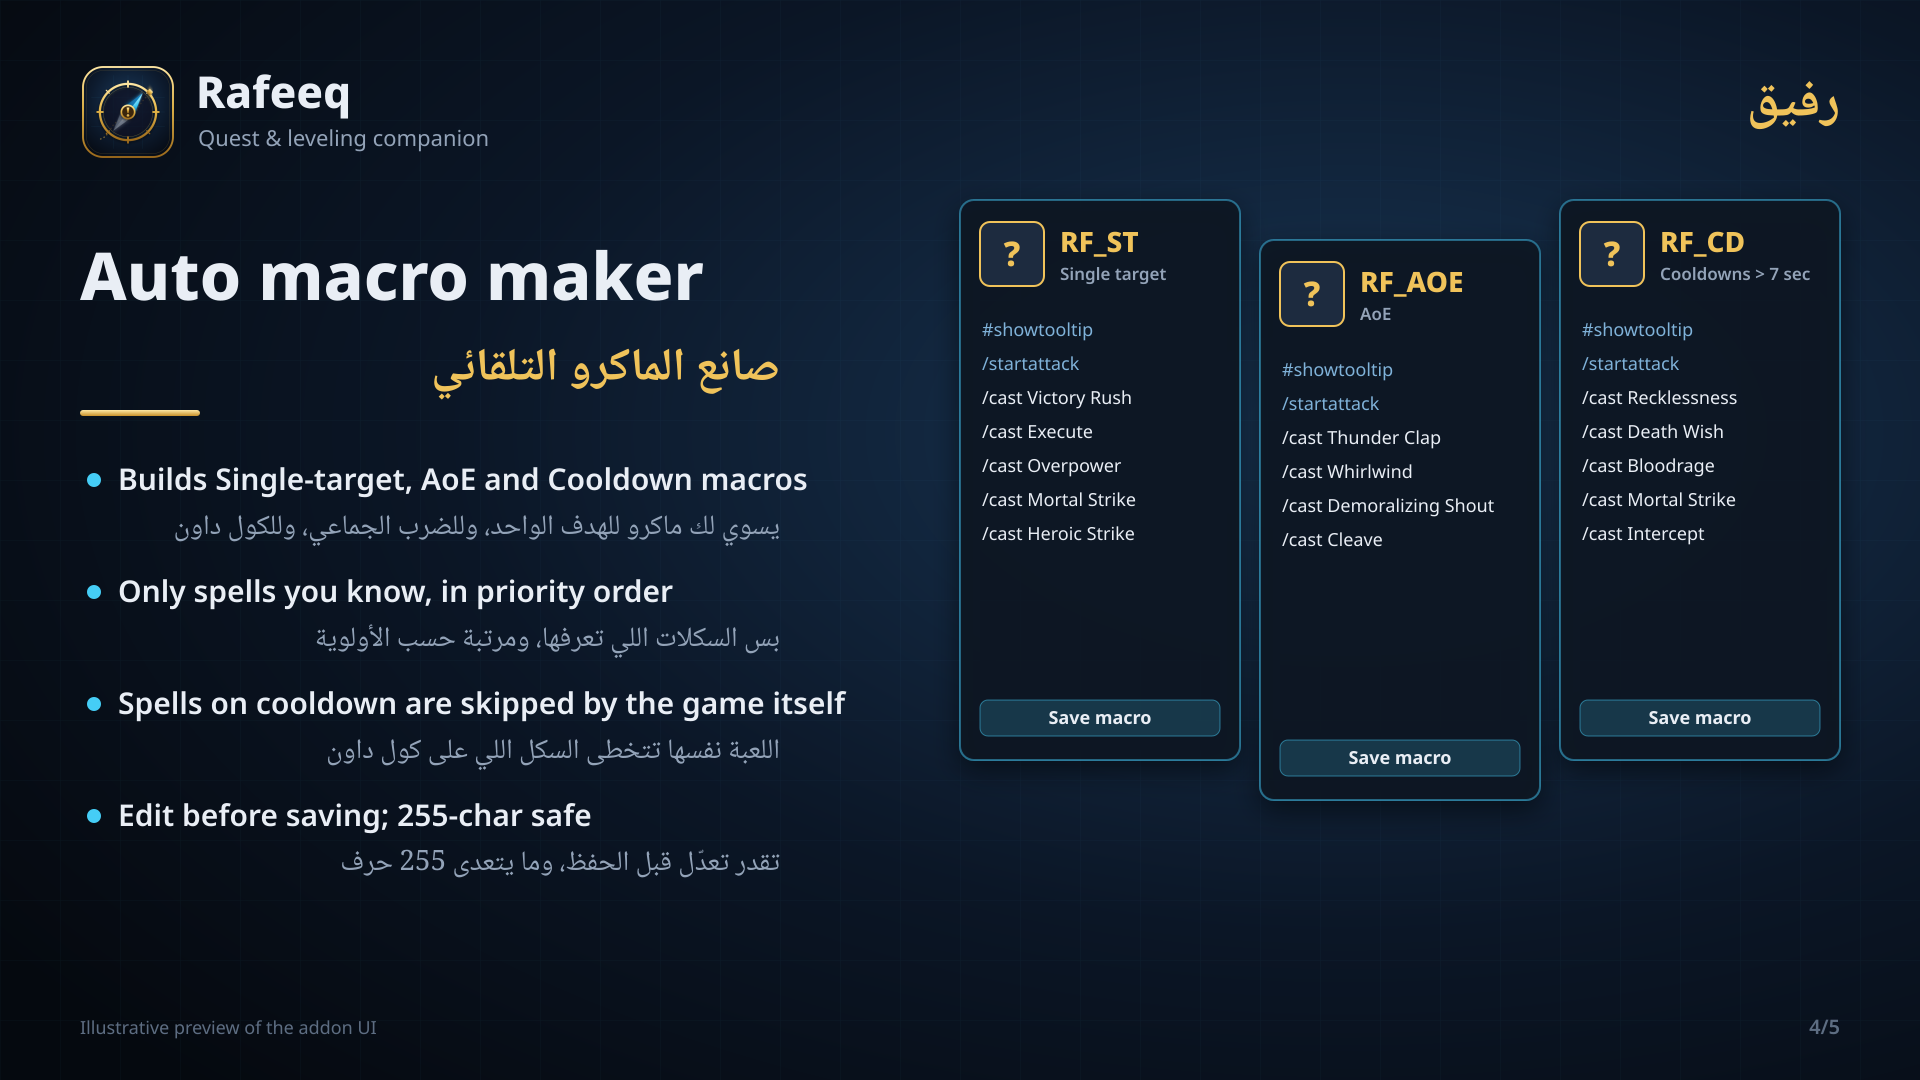 Rafeeq
Quest & leveling companion
رفيق
Auto macro maker
صانع الماكرو التلقائي
Builds Single-target, AoE and Cooldown macros
يسوي لك ماكرو للهدف الواحد، وللضرب الجماعي، وللكول داون
Only spells you know, in priority order
بس السكلات اللي تعرفها، ومرتبة حسب الأولوية
Spells on cooldown are skipped by the game itself
اللعبة نفسها تتخطى السكل اللي على كول داون
Edit before saving; 255-char safe
تقدر تعدّل قبل الحفظ، وما يتعدى 255 حرف
?
RF_ST
Single target
#showtooltip
/startattack
/cast Victory Rush
/cast Execute
/cast Overpower
/cast Mortal Strike
/cast Heroic Strike
Save macro
?
RF_AOE
AoE
#showtooltip
/startattack
/cast Thunder Clap
/cast Whirlwind
/cast Demoralizing Shout
/cast Cleave
Save macro
?
RF_CD
Cooldowns > 7 sec
#showtooltip
/startattack
/cast Recklessness
/cast Death Wish
/cast Bloodrage
/cast Mortal Strike
/cast Intercept
Save macro
Illustrative preview of the addon UI
4/5